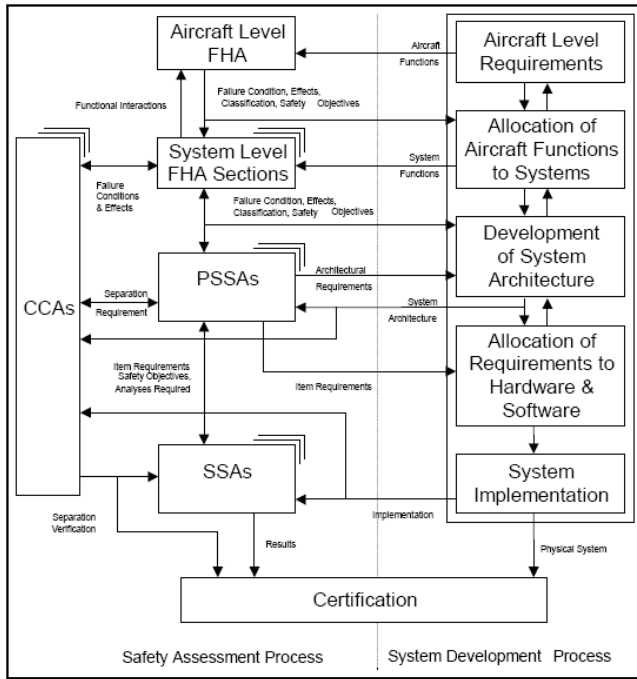 Aircraft Level
FHA
Aircraft
Functions
Aircraft Level
Requirements
Functional Interactions
Failure Condition, Effects,
Classification, Safety Objectives
Allocation of
Aircraft Functions
to Systems
System Level
FHA Sections
System
Functions
Failure
Conditions
& Effects
Failure Condition, Effects,
Classification, Safety Objectives
Development
of System
Architecture
CCAs
Separation
Requirement
PSSAs
Architectural
Requirements
System
Architecture
Allocation of
Requirements to
Hardware &
Software
Item Requirements
Safety Objectives,
Analyses Required
Item Requirements
SSAs
System
Implementation
Implementation
Separation
Verification
Results
Physical System
Certification
Safety Assessment Process
System Development Process